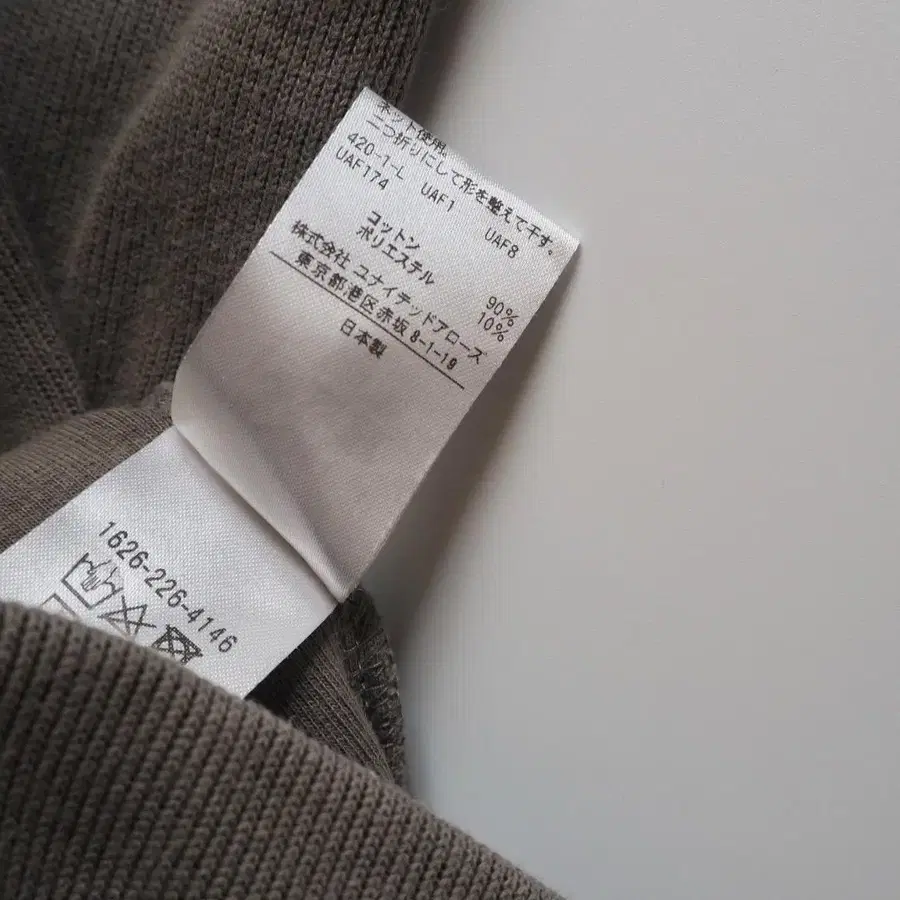 ネット使用。
二つ折りにして形を整えて干す。
420-1-L UAF1 UAF8
UAF174
コットン 90%
ポリエステル 10%
株式会社 ユナイテッドアローズ
東京都港区赤坂8-1-19
日本製
1626-226-4146